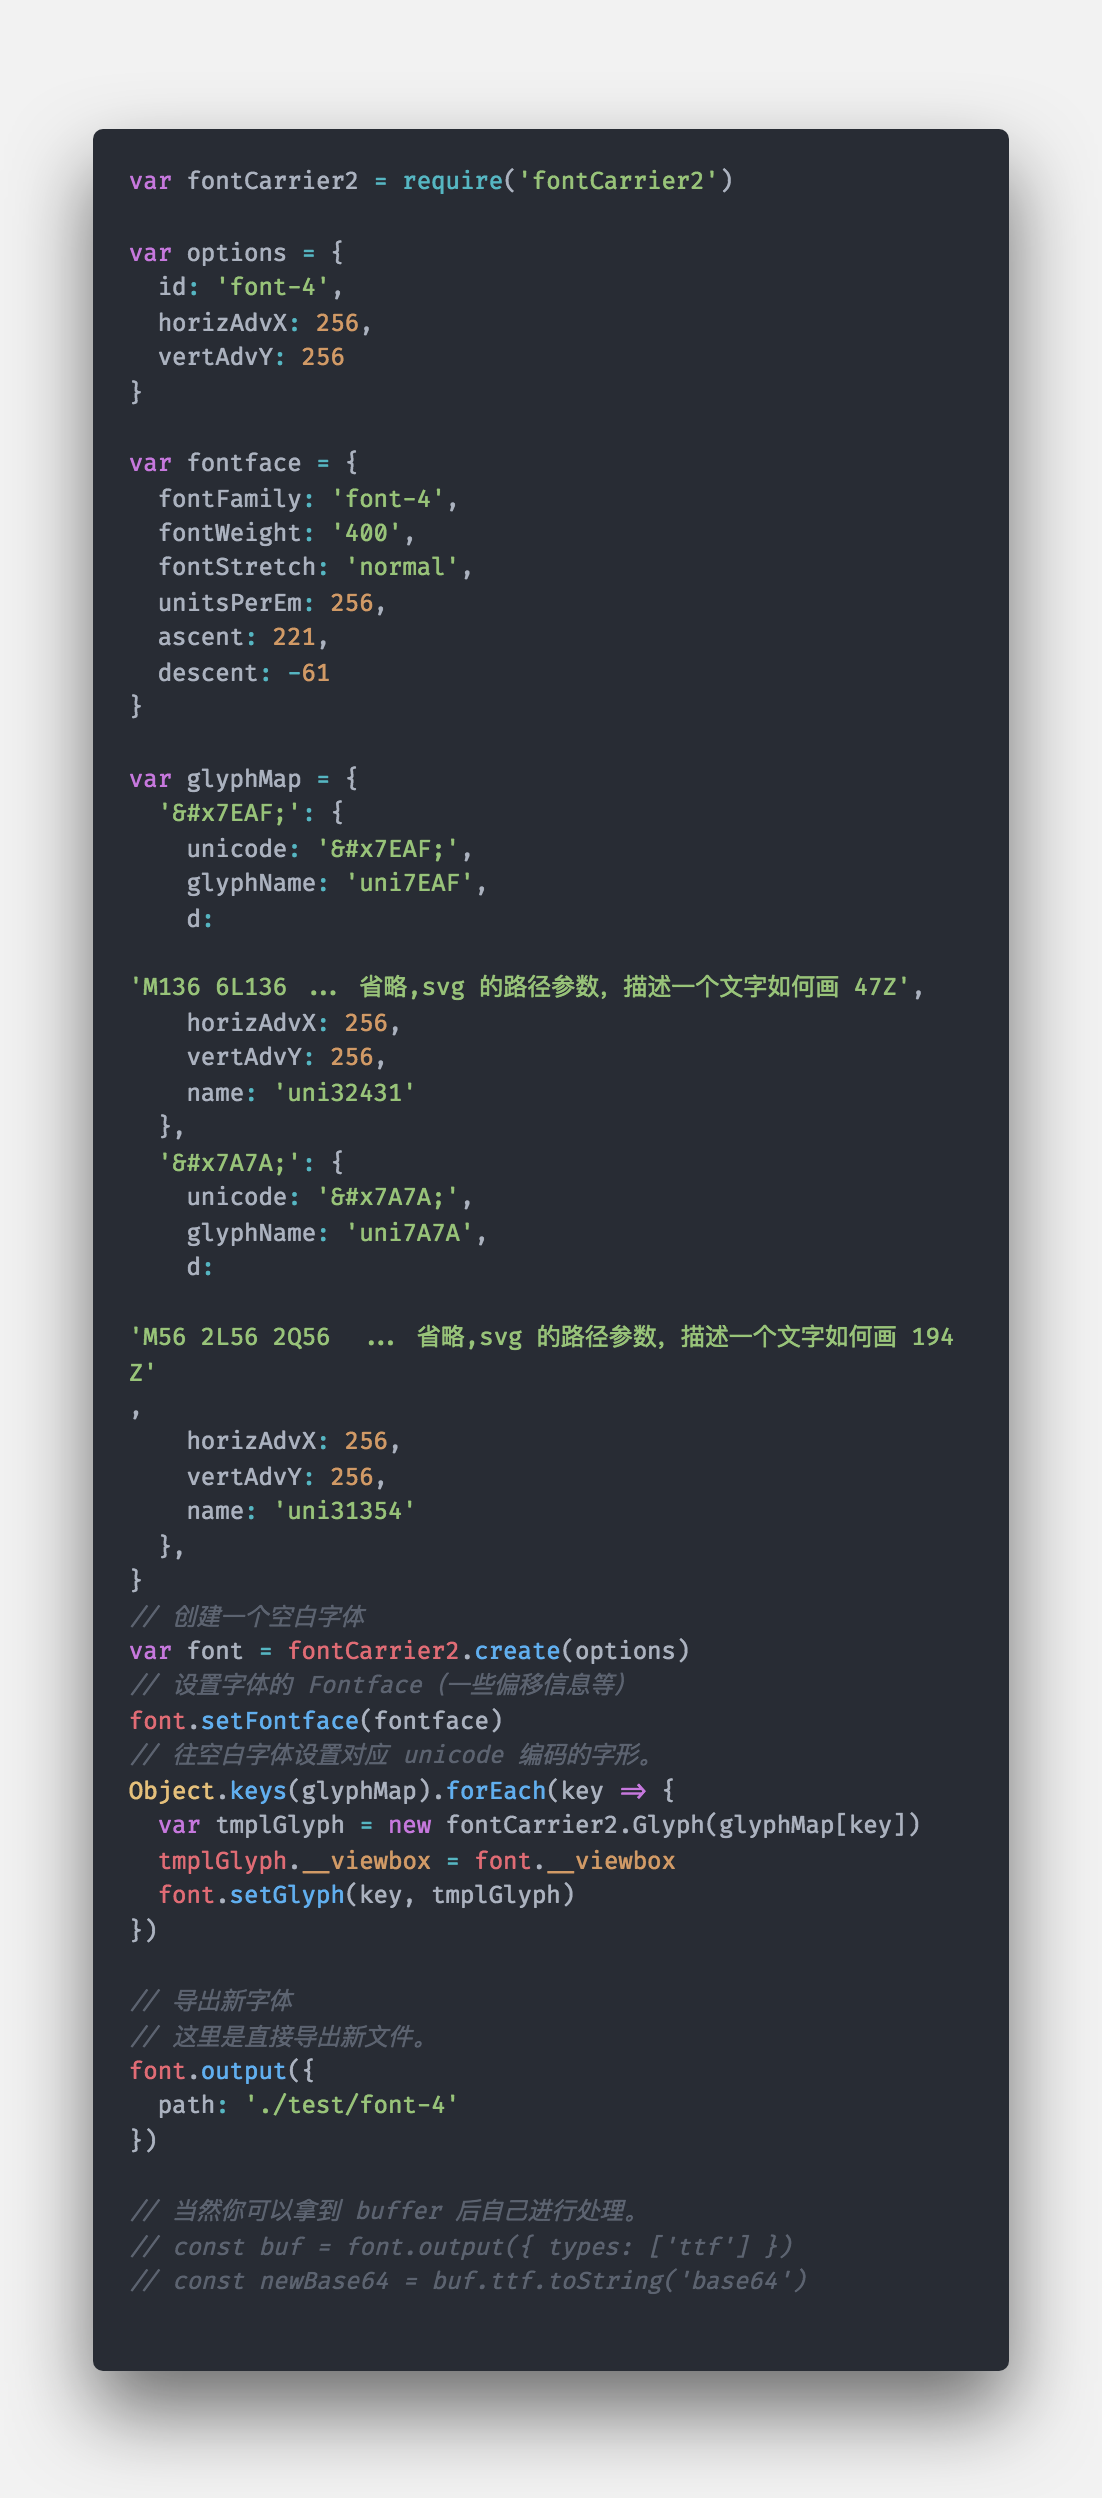 var fontCarrier2 = require('fontCarrier2')
var options = {
  id: 'font-4',
  horizAdvX: 256,
  vertAdvY: 256
}
var fontface = {
  fontFamily: 'font-4',
  fontWeight: '400',
  fontStretch: 'normal',
  unitsPerEm: 256,
  ascent: 221,
  descent: -61
}
var glyphMap = {
  '&#x7EAF;': {
    unicode: '&#x7EAF;',
    glyphName: 'uni7EAF',
    d:
'M136 6L136 ... 省略,svg 的路径参数，描述一个文字如何画 47Z',
    horizAdvX: 256,
    vertAdvY: 256,
    name: 'uni32431'
  },
  '&#x7A7A;': {
    unicode: '&#x7A7A;',
    glyphName: 'uni7A7A',
    d:
'M56 2L56 2Q56  ... 省略,svg 的路径参数，描述一个文字如何画 194
Z'
,
    horizAdvX: 256,
    vertAdvY: 256,
    name: 'uni31354'
  },
}
// 创建一个空白字体
var font = fontCarrier2.create(options)
// 设置字体的 Fontface（一些偏移信息等）
font.setFontface(fontface)
// 往空白字体设置对应 unicode 编码的字形。
Object.keys(glyphMap).forEach(key => {
  var tmplGlyph = new fontCarrier2.Glyph(glyphMap[key])
  tmplGlyph.__viewbox = font.__viewbox
  font.setGlyph(key, tmplGlyph)
})
// 导出新字体
// 这里是直接导出新文件。
font.output({
  path: './test/font-4'
})
// 当然你可以拿到 buffer 后自己进行处理。
// const buf = font.output({ types: ['ttf'] })
// const newBase64 = buf.ttf.toString('base64')